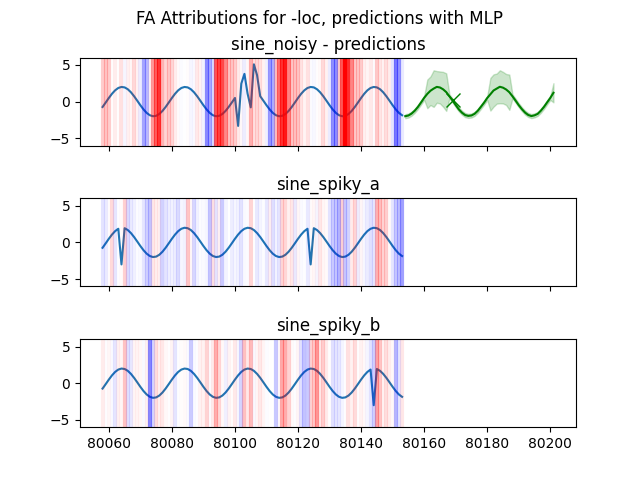 FA Attributions for -loc, predictions with MLP
sine_noisy - predictions
5
0
−5
sine_spiky_a
5
0
−5
sine_spiky_b
5
0
−5
80060 80080 80100 80120 80140 80160 80180 80200